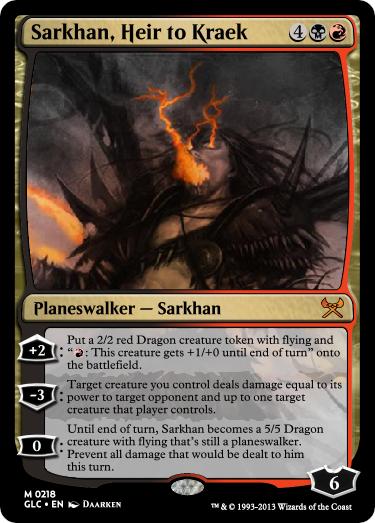 Sarkhan, Heir to Kraek 4
+2 Put a 2/2 red Dragon creature token with flying and
": This creature gets +1/+0 until end of turn" onto
the battlefield.
-3 Target creature you control deals damage equal to its
power to target opponent and up to one target
creature that player controls.
0 Until end of turn, Sarkhan becomes a 5/5 Dragon
creature with flying that's still a planeswalker.
Prevent all damage that would be dealt to him
this turn.
Planeswalker — Sarkhan
6
M 0218
GLC • EN DAARKEN
™ & © 1993-2013 Wizards of the Coast